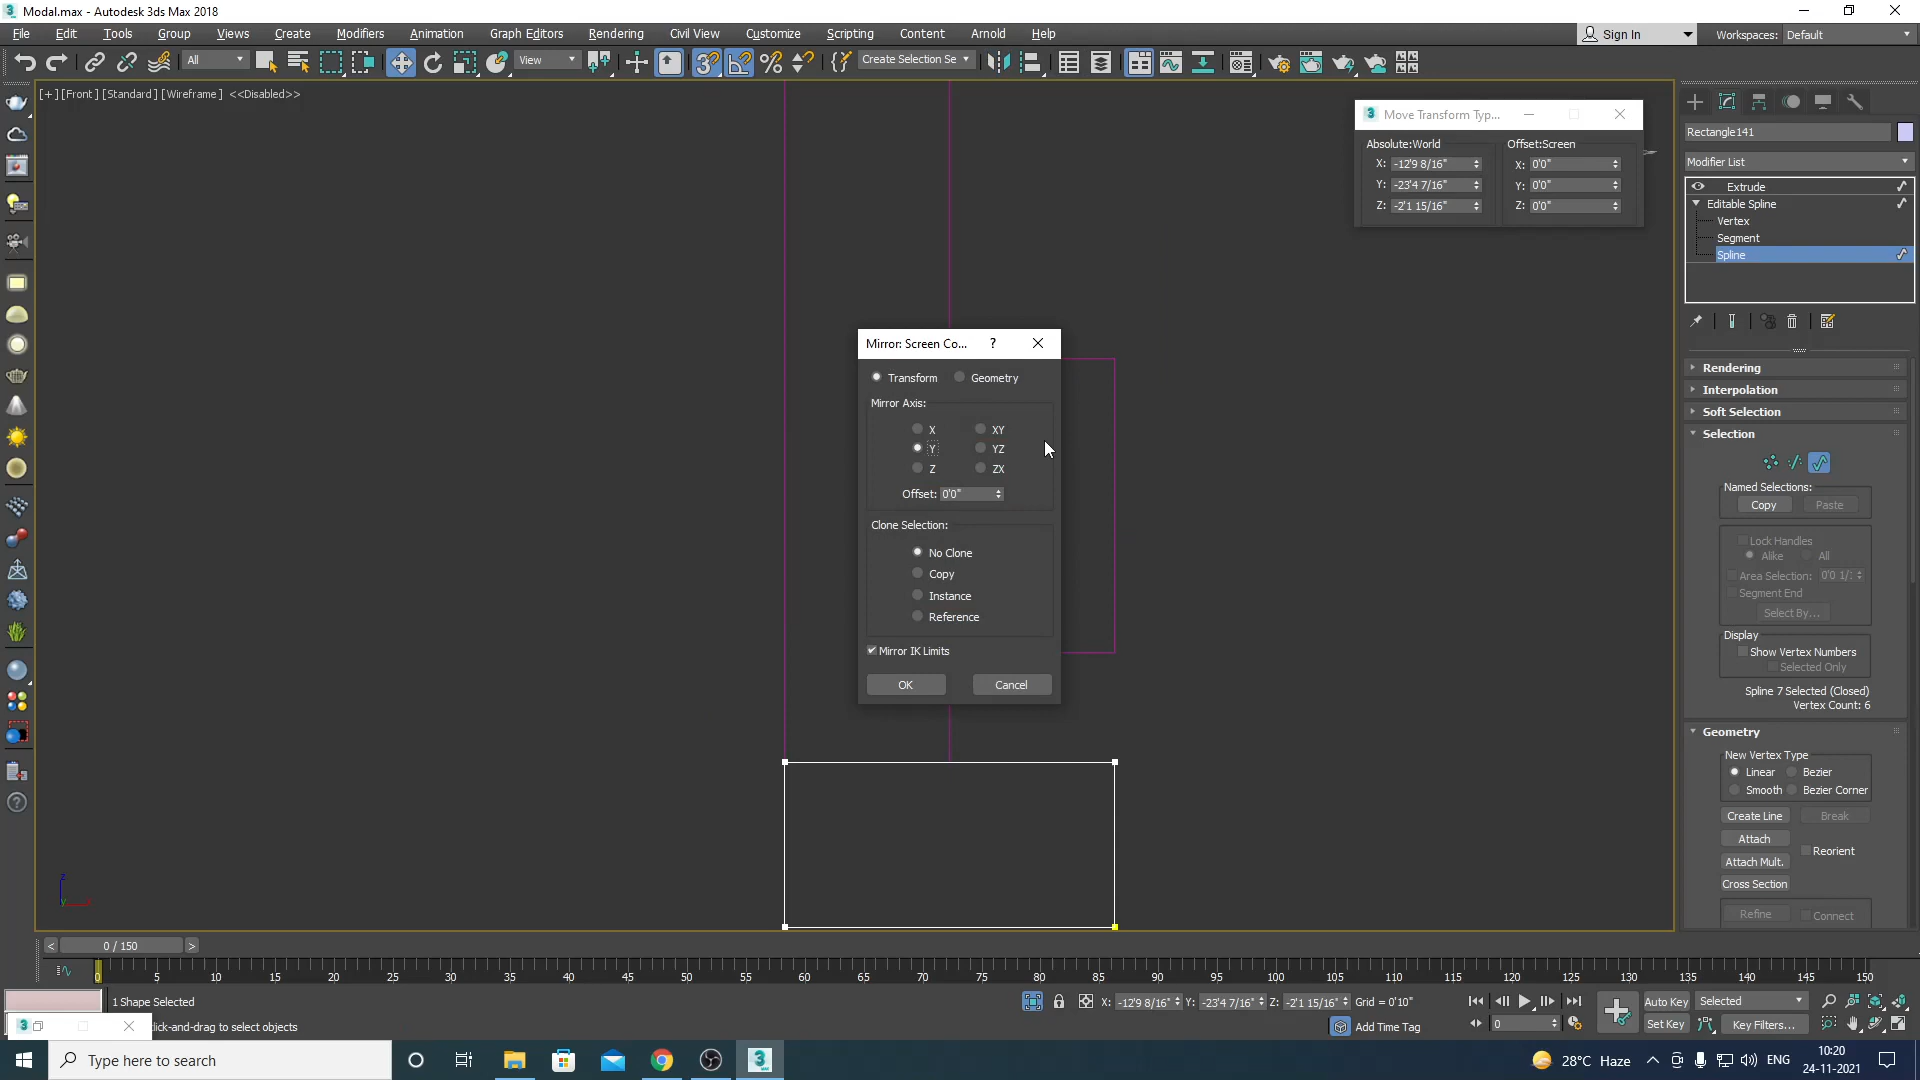 Modal.max - Autodesk 3ds Max 2018
File Edit Tools Group Views Create Modifiers Animation Graph Editors Rendering Civil View Customize Scripting Content Arnold Help
Sign In
Workspaces: Default
All
View
Create Selection Se
[+] [Front] [Standard] [Wireframe] <<Disabled>>
Move Transform Typ...
Absolute:World
X: -12'9 8/16"
Y: -23'4 7/16"
Z: -2'1 15/16"
Offset:Screen
X: 0'0"
Y: 0'0"
Z: 0'0"
Rectangle141
Modifier List
Extrude
Editable Spline
Vertex
Segment
Spline
Mirror: Screen Co... ?
Transform Geometry
Mirror Axis:
X XY
Y YZ
Z ZX
Offset: 0'0"
Clone Selection:
No Clone
Copy
Instance
Reference
Mirror IK Limits
OK Cancel
Rendering
Interpolation
Soft Selection
Selection
Named Selections:
Copy Paste
Lock Handles
Alike All
Area Selection: 0'0 1/:
Segment End
Select By...
Display
Show Vertex Numbers
Selected Only
Spline 7 Selected (Closed)
Vertex Count: 6
Geometry
New Vertex Type
Linear Bezier
Smooth Bezier Corner
Create Line Break
Attach
Reorient
Attach Mult.
Cross Section
Refine Connect
z
x
y
< 0 / 150 >
0 5 10 15 20 25 30 35 40 45 50 55 60 65 70 75 80 85 90 95 100 105 110 115 120 125 130 135 140 145 150
1 Shape Selected
click-and-drag to select objects
X: -12'9 8/16" Y: -23'4 7/16" Z: -2'1 15/16" Grid = 0'10"
Add Time Tag
0
Auto Key Selected
Set Key Key Filters...
Type here to search
28°C Haze
ENG
10:20
24-11-2021